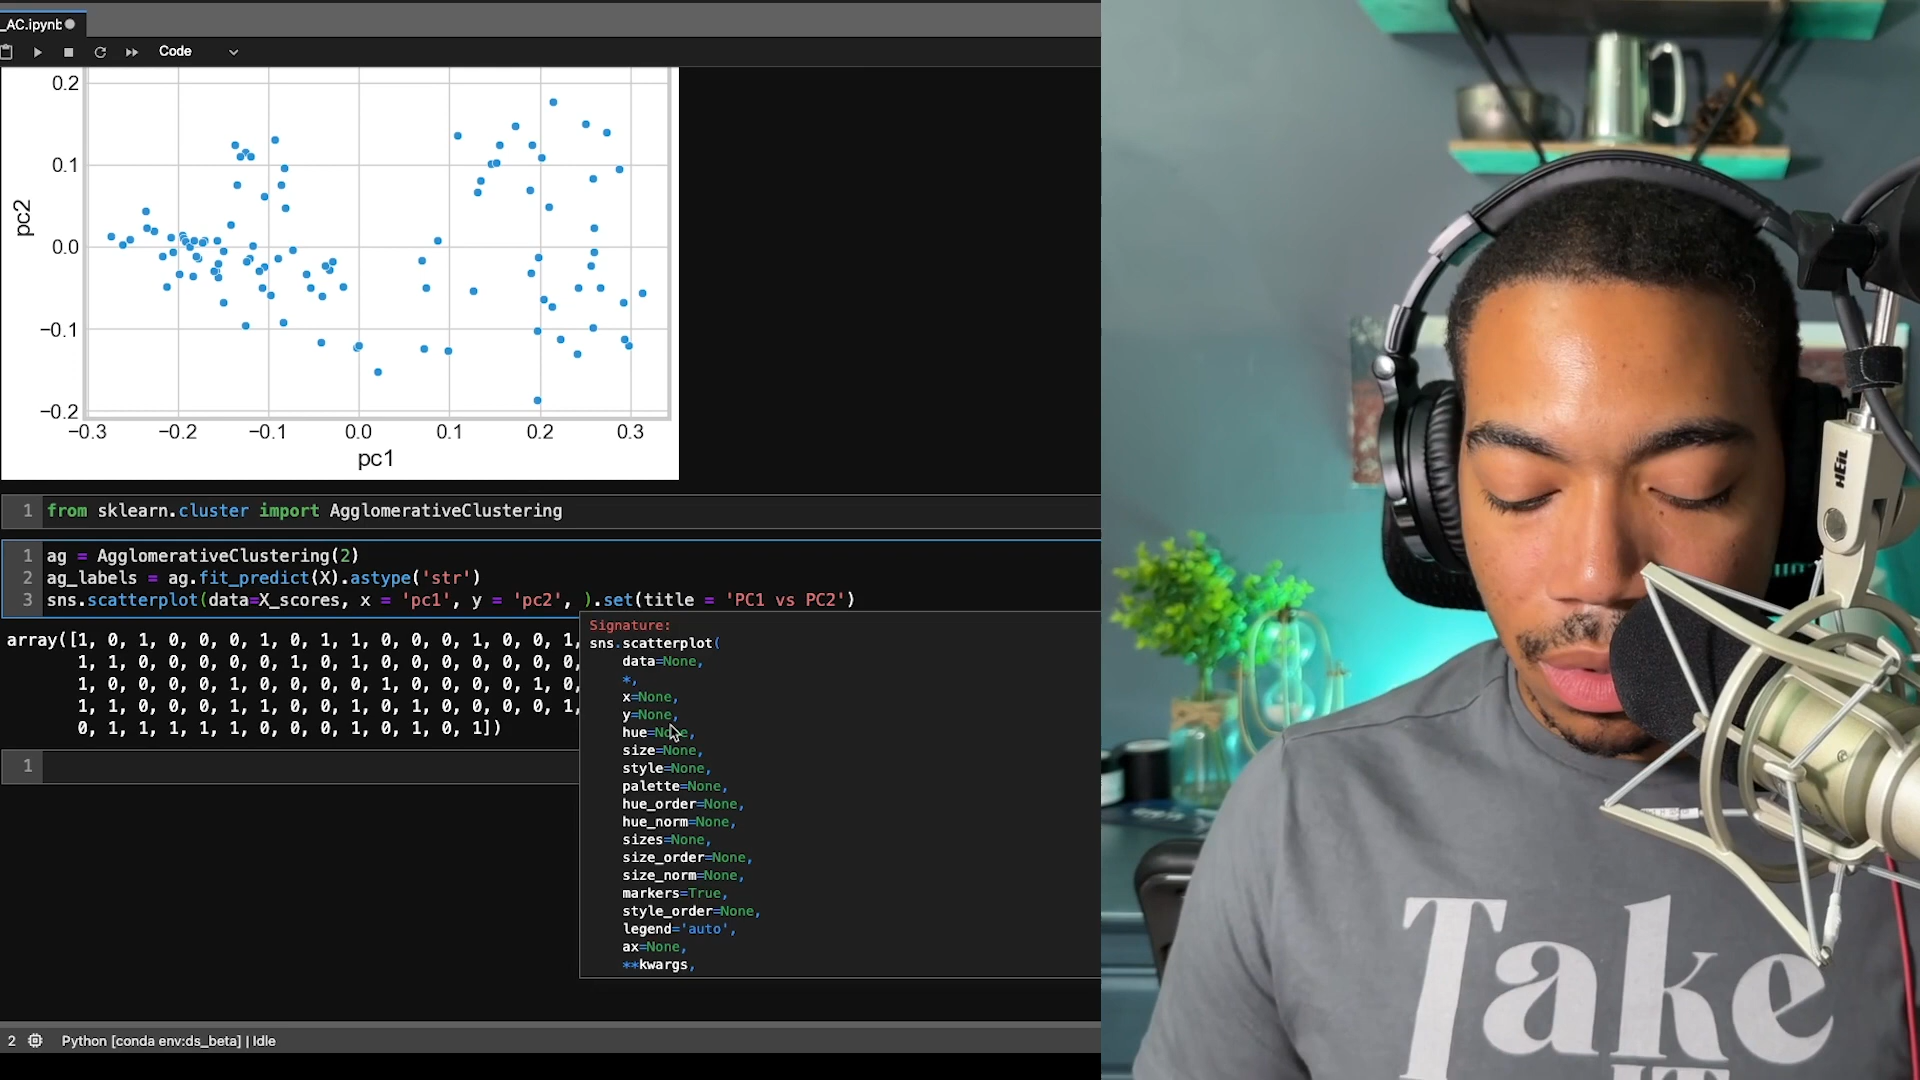 _AC.ipynb
Code
0.2
0.1
0.0
−0.1
−0.2
pc2
−0.3 −0.2 −0.1 0.0 0.1 0.2 0.3
pc1
1 from sklearn.cluster import AgglomerativeClustering
1 ag = AgglomerativeClustering(2)
2 ag_labels = ag.fit_predict(X).astype('str')
3 sns.scatterplot(data=X_scores, x = 'pc1', y = 'pc2', ).set(title = 'PC1 vs PC2')
array([1, 0, 1, 0, 0, 0, 1, 0, 1, 1, 0, 0, 0, 1, 0, 0, 1,
1, 1, 0, 0, 0, 0, 0, 1, 0, 1, 0, 0, 0, 0, 0, 0,
1, 0, 0, 0, 0, 1, 0, 0, 0, 0, 1, 0, 0, 0, 0, 1, 0,
1, 1, 0, 0, 0, 1, 1, 0, 0, 0, 1, 0, 1, 0, 0, 0, 0, 1,
0, 1, 1, 1, 1, 1, 0, 0, 0, 1, 0, 1, 0, 1])
1
Signature:
sns.scatterplot(
data=None,
*,
x=None,
y=None,
hue=None,
size=None,
style=None,
palette=None,
hue_order=None,
hue_norm=None,
sizes=None,
size_order=None,
size_norm=None,
markers=True,
style_order=None,
legend='auto',
ax=None,
**kwargs,
2 Python [conda env:ds_beta] | Idle
HEiL
Take
IT